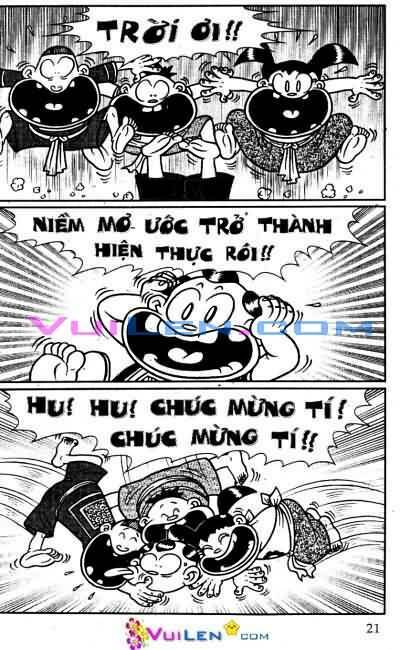 TRỜI ƠI!!
NIỀM MƠ ƯỚC TRỞ THÀNH
HIỆN THỰC RỒI!!
VUILEN.COM
HU! HU! CHÚC MỪNG TÍ!
CHÚC MỪNG TÍ!!
21
VUILEN.COM